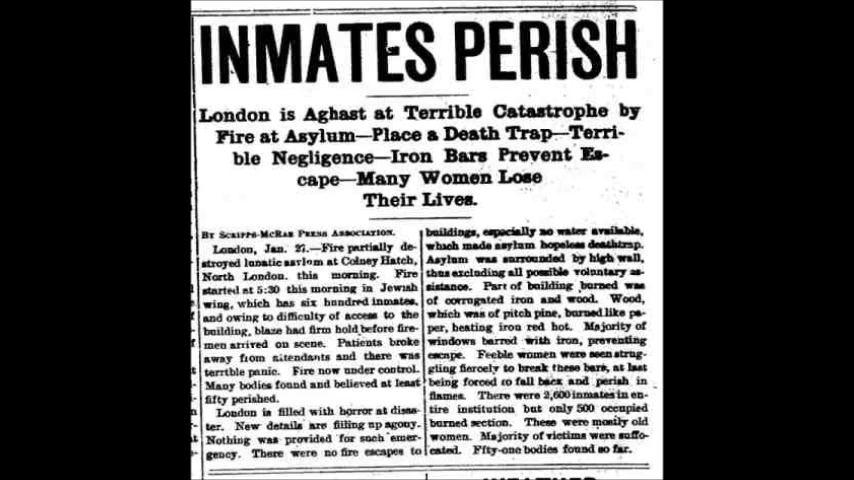 INMATES PERISH
London is Aghast at Terrible Catastrophe by
Fire at Asylum—Place a Death Trap—Terri-
ble Negligence—Iron Bars Prevent Es-
cape—Many Women Lose
Their Lives.
BY SCRIPPS-MCRAE PRESS ASSOCIATION.
London, Jan. 27.—Fire partially de-
stroyed lunatic asylum at Colney Hatch,
North London. this morning. Fire
started at 5:30 this morning in Jewish
wing, which has six hundred inmates,
and owing to difficulty of access to the
building, blaze had firm hold before fire-
men arrived on scene. Patients broke
away from attendants and there was
terrible panic. Fire now under control.
Many bodies found and believed at least
fifty perished.
London is filled with horror at disas-
ter. New details are filling up agony.
Nothing was provided for such emer-
gency. There were no fire escapes to
buildings, especially no water available,
which made asylum hopeless deathtrap.
Asylum was surrounded by high wall,
thus excluding all possible voluntary as-
sistance. Part of building burned was
of corrugated iron and wood. Wood,
which was of pitch pine, burned like pa-
per, heating iron red hot. Majority of
windows barred with iron, preventing
escape. Feeble women were seen strug-
gling fiercely to break these bars, at last
being forced to fall back and perish in
flames. There were 2,600 inmates in en-
tire institution but only 500 occupied
burned section. These were mostly old
women. Majority of victims were suffo-
cated. Fifty-one bodies found so far.